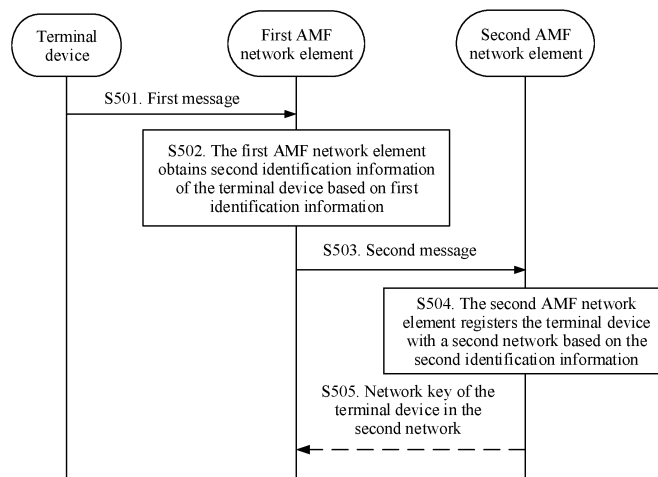 Terminal
device
First AMF
network element
Second AMF
network element
S501. First message
S502. The first AMF network element
obtains second identification information
of the terminal device based on first
identification information
S503. Second message
S504. The second AMF network
element registers the terminal device
with a second network based on the
second identification information
S505. Network key of the
terminal device in the
second network